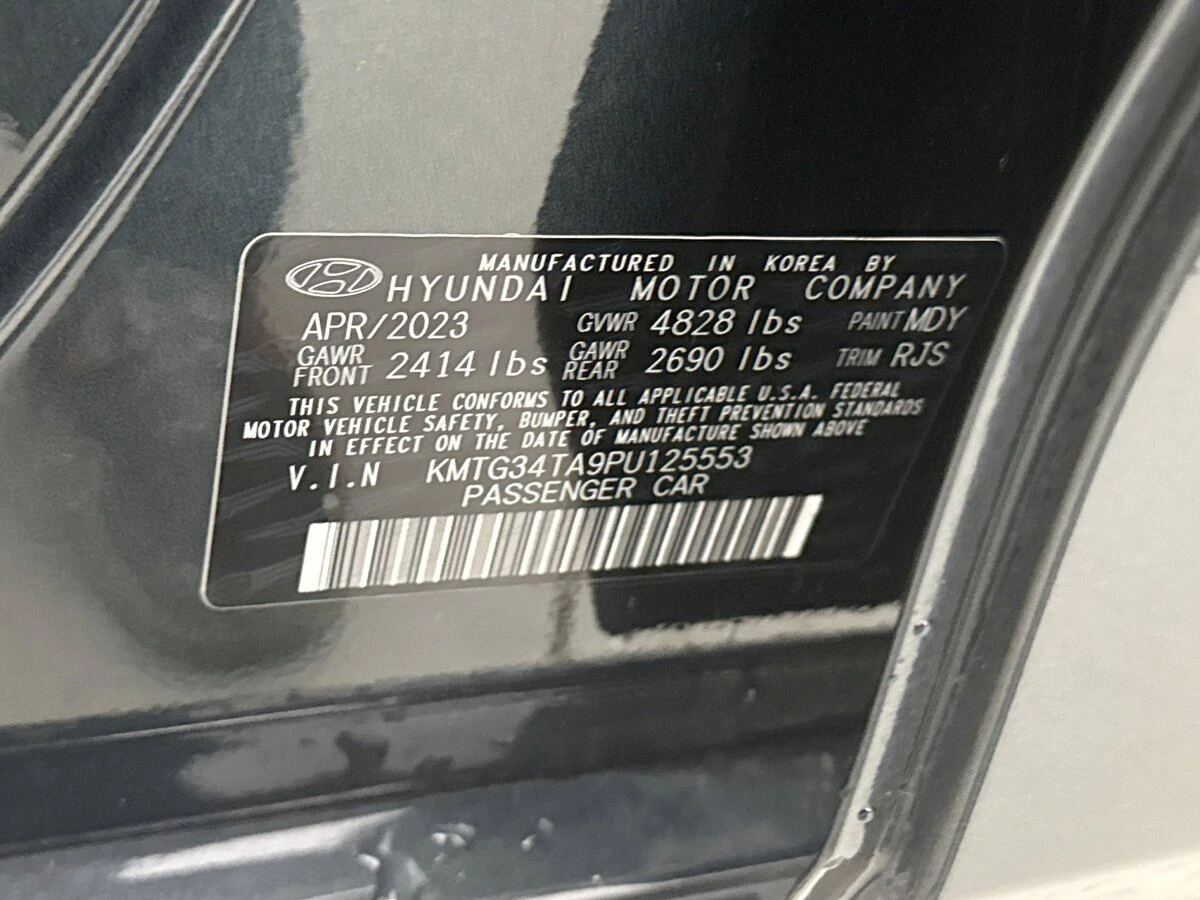 MANUFACTURED IN KOREA BY
HYUNDAI MOTOR COMPANY
APR/2023 GVWR 4828 lbs PAINT MDY
GAWR FRONT 2414 lbs GAWR REAR 2690 lbs TRIM RJS
THIS VEHICLE CONFORMS TO ALL APPLICABLE U.S.A. FEDERAL
MOTOR VEHICLE SAFETY, BUMPER, AND THEFT PREVENTION STANDARDS
IN EFFECT ON THE DATE OF MANUFACTURE SHOWN ABOVE
V.I.N KMTG34TA9PU125553
PASSENGER CAR